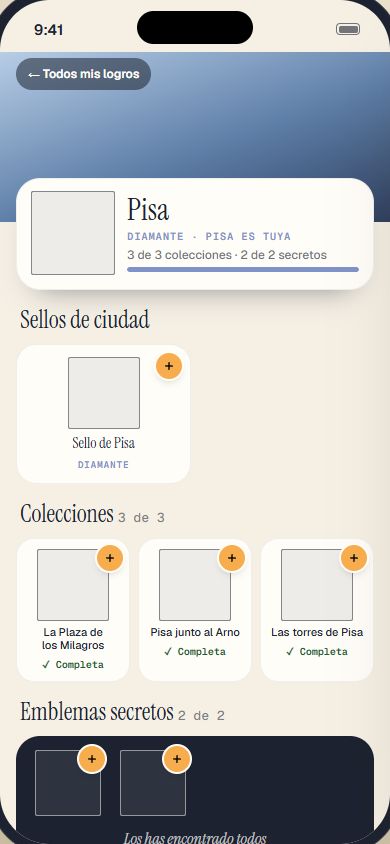 9:41
← Todos mis logros
Pisa
DIAMANTE · PISA ES TUYA
3 de 3 colecciones · 2 de 2 secretos
Sellos de ciudad
+
Sello de Pisa
DIAMANTE
Colecciones 3 de 3
+ + +
La Plaza de
los Milagros
✓ Completa
Pisa junto al Arno
✓ Completa
Las torres de Pisa
✓ Completa
Emblemas secretos 2 de 2
+ +
Los has encontrado todos